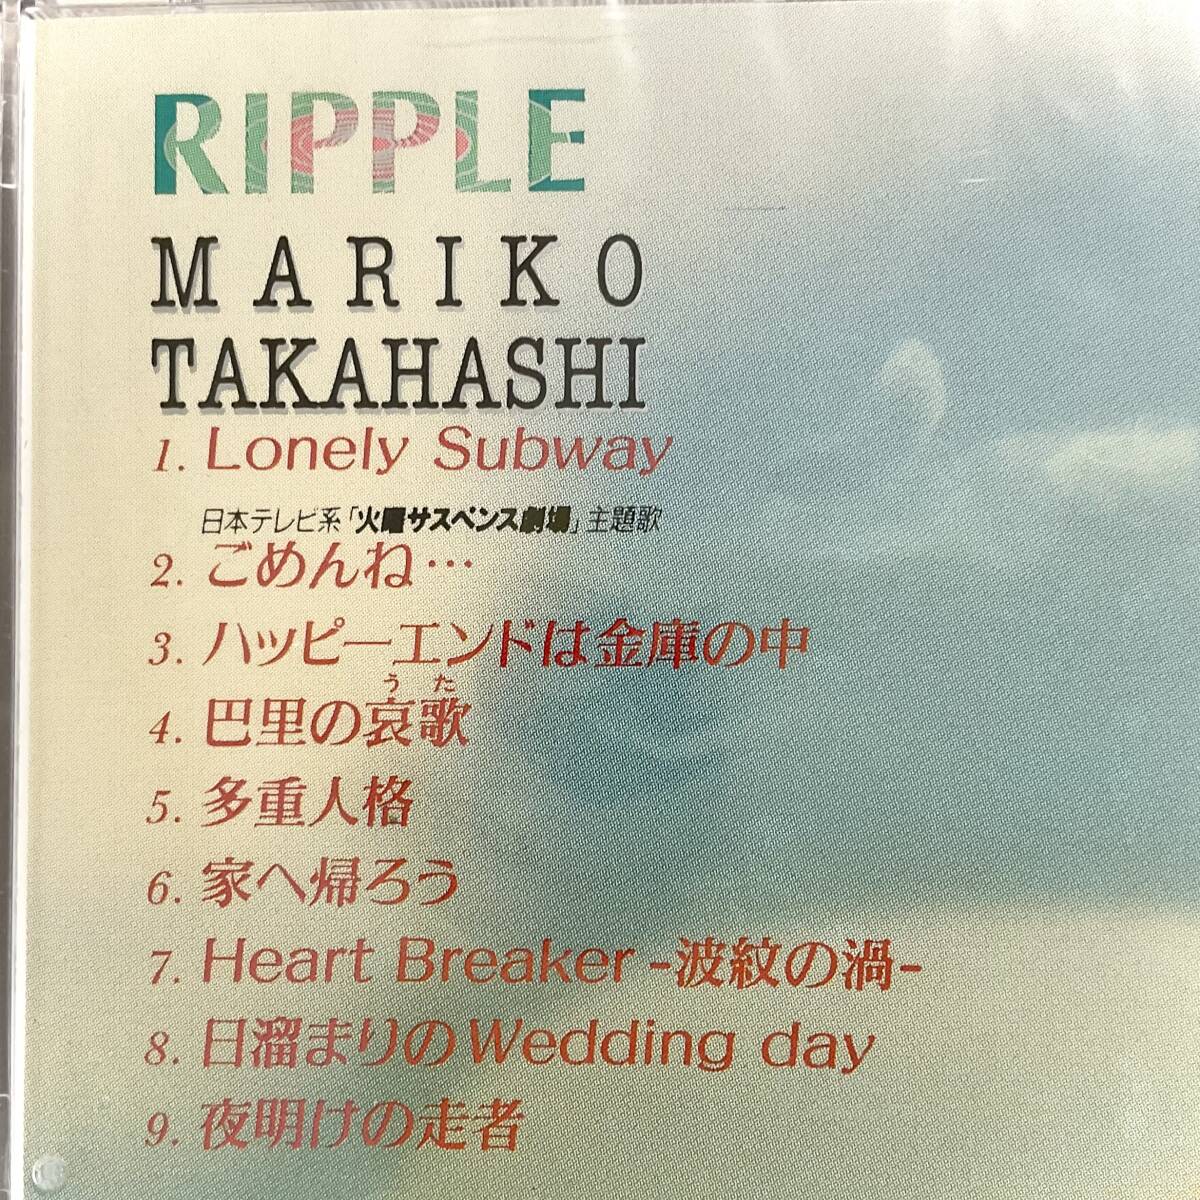 RIPPLE
MARIKO
TAKAHASHI
1. Lonely Subway
日本テレビ系「火曜サスペンス劇場」主題歌
2. ごめんね…
3. ハッピーエンドは金庫の中
うた
4. 巴里の哀歌
5. 多重人格
6. 家へ帰ろう
7. Heart Breaker -波紋の渦-
8. 日溜まりのWedding day
9. 夜明けの走者